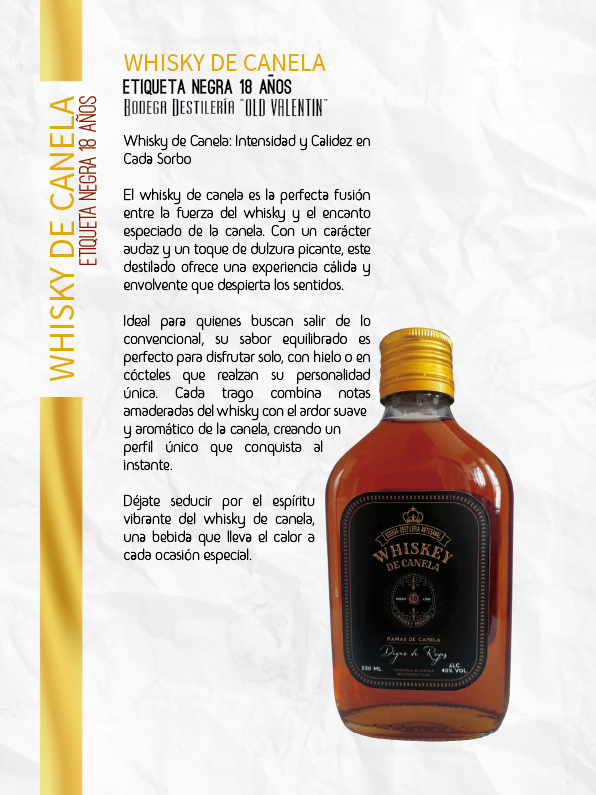 WHISKY DE CANELA
ETIQUETA NEGRA 18 AÑOS
WHISKY DE CANELA
ETIQUETA NEGRA 18 AÑOS
BODEGA DESTILERÍA "OLD VALENTIN"
Whisky de Canela: Intensidad y Calidez en
Cada Sorbo
El whisky de canela es la perfecta fusión
entre la fuerza del whisky y el encanto
especiado de la canela. Con un carácter
audaz y un toque de dulzura picante, este
destilado ofrece una experiencia cálida y
envolvente que despierta los sentidos.
Ideal para quienes buscan salir de lo
convencional, su sabor equilibrado es
perfecto para disfrutar solo, con hielo o en
cócteles que realzan su personalidad
única. Cada trago combina notas
amaderadas del whisky con el ardor suave
y aromático de la canela, creando un
perfil único que conquista al
instante.
Déjate seducir por el espíritu
vibrante del whisky de canela,
una bebida que lleva el calor a
cada ocasión especial.
BODEGA DESTILERIA ARTESANAL
WHISKEY
DE CANELA
RAMAS DE CANELA
Digno de Reyes
250 ML.
ALC.
40% VOL.